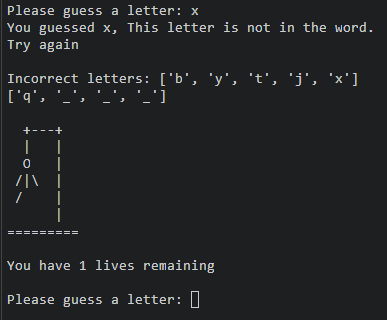 Please guess a letter: x
You guessed x, This letter is not in the word.
Try again
Incorrect letters: ['b', 'y', 't', 'j', 'x']
['q', '_', '_', '_']
  +---+
  |   |
  O   |
 /|\  |
 /    |
      |
=========
You have 1 lives remaining
Please guess a letter: